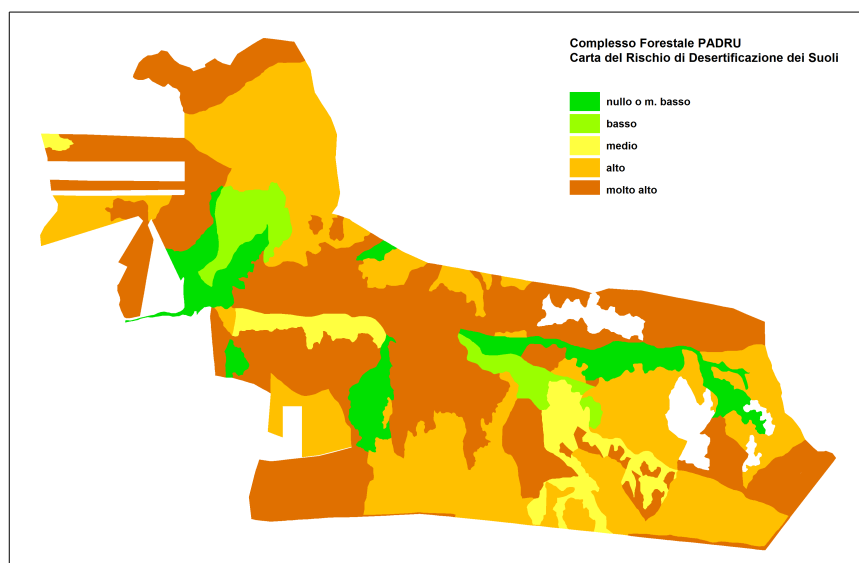 Complesso Forestale PADRU
Carta del Rischio di Desertificazione dei Suoli
nullo o m. basso
basso
medio
alto
molto alto